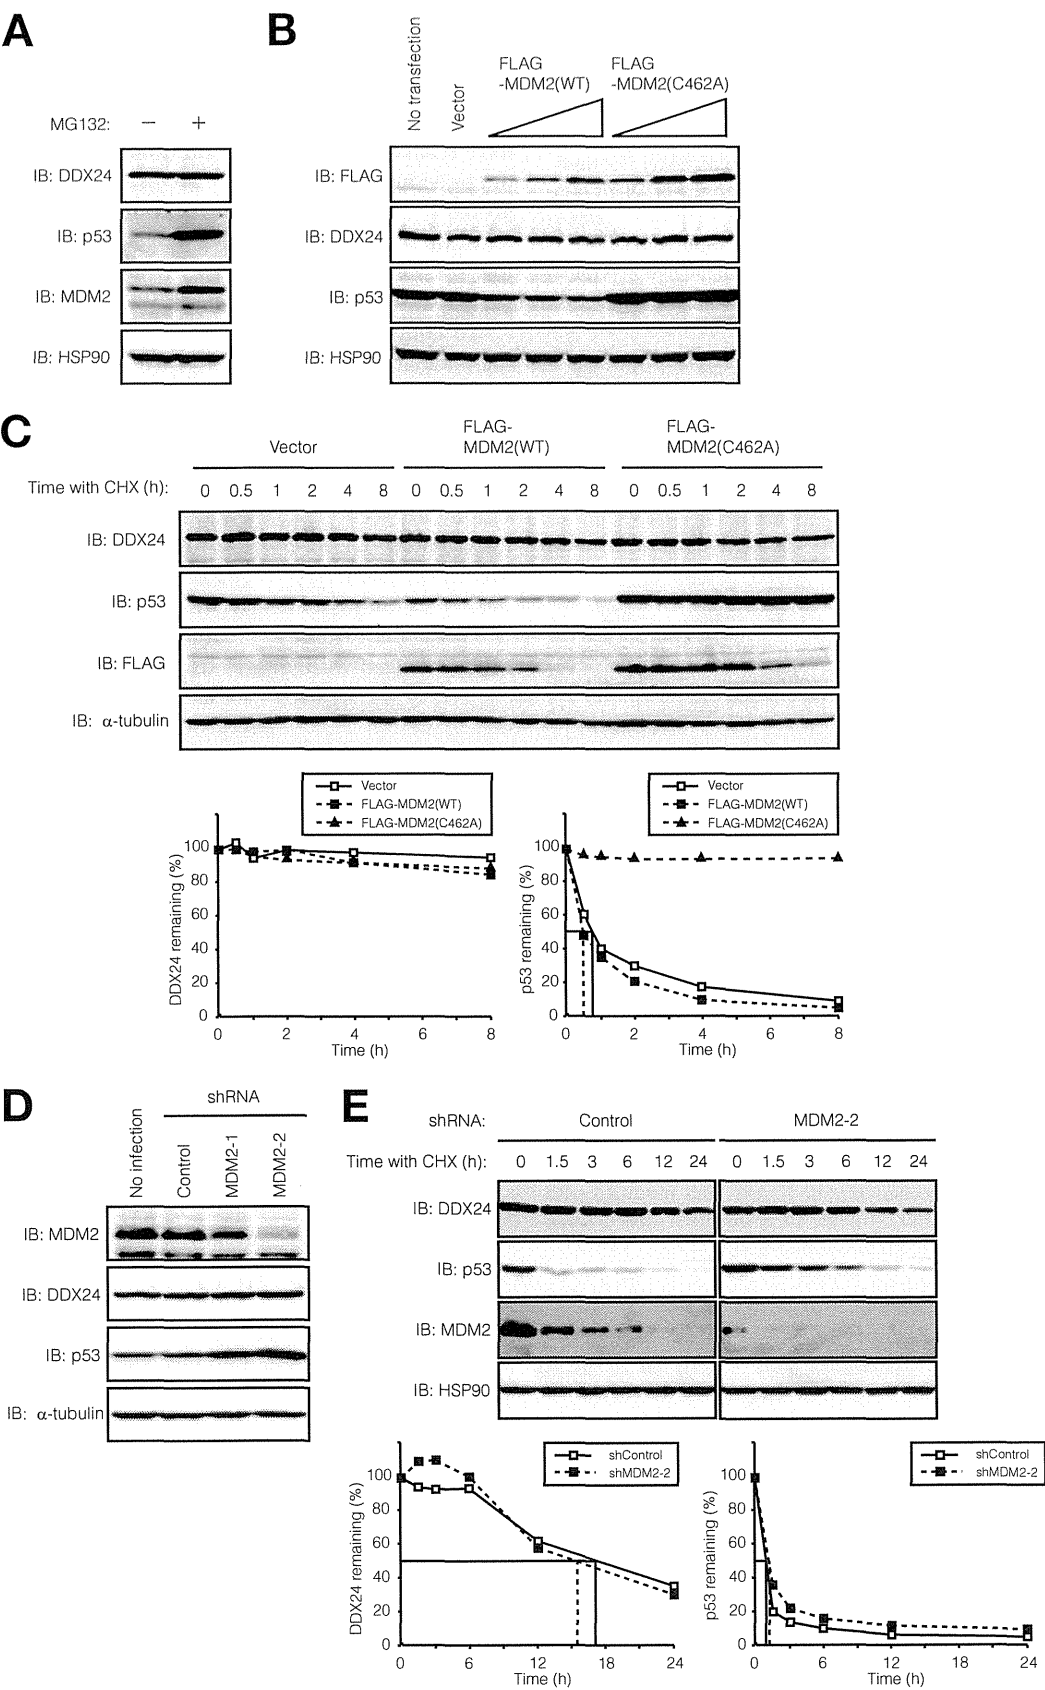 A
MG132: − +
IB: DDX24
IB: p53
IB: MDM2
IB: HSP90
B
No transfection
Vector
FLAG
-MDM2(WT)
FLAG
-MDM2(C462A)
IB: FLAG
IB: DDX24
IB: p53
IB: HSP90
C
Vector
FLAG-
MDM2(WT)
FLAG-
MDM2(C462A)
Time with CHX (h): 0 0.5 1 2 4 8 0 0.5 1 2 4 8 0 0.5 1 2 4 8
IB: DDX24
IB: p53
IB: FLAG
IB: α-tubulin
Vector
FLAG-MDM2(WT)
FLAG-MDM2(C462A)
DDX24 remaining (%)
100
80
60
40
20
0
0 2 4 6 8
Time (h)
Vector
FLAG-MDM2(WT)
FLAG-MDM2(C462A)
p53 remaining (%)
100
80
60
40
20
0
0 2 4 6 8
Time (h)
D
shRNA
No infection
Control
MDM2-1
MDM2-2
IB: MDM2
IB: DDX24
IB: p53
IB: α-tubulin
E
shRNA: Control MDM2-2
Time with CHX (h): 0 1.5 3 6 12 24 0 1.5 3 6 12 24
IB: DDX24
IB: p53
IB: MDM2
IB: HSP90
shControl
shMDM2-2
DDX24 remaining (%)
100
80
60
40
20
0
0 6 12 18 24
Time (h)
shControl
shMDM2-2
p53 remaining (%)
100
80
60
40
20
0
0 6 12 18 24
Time (h)